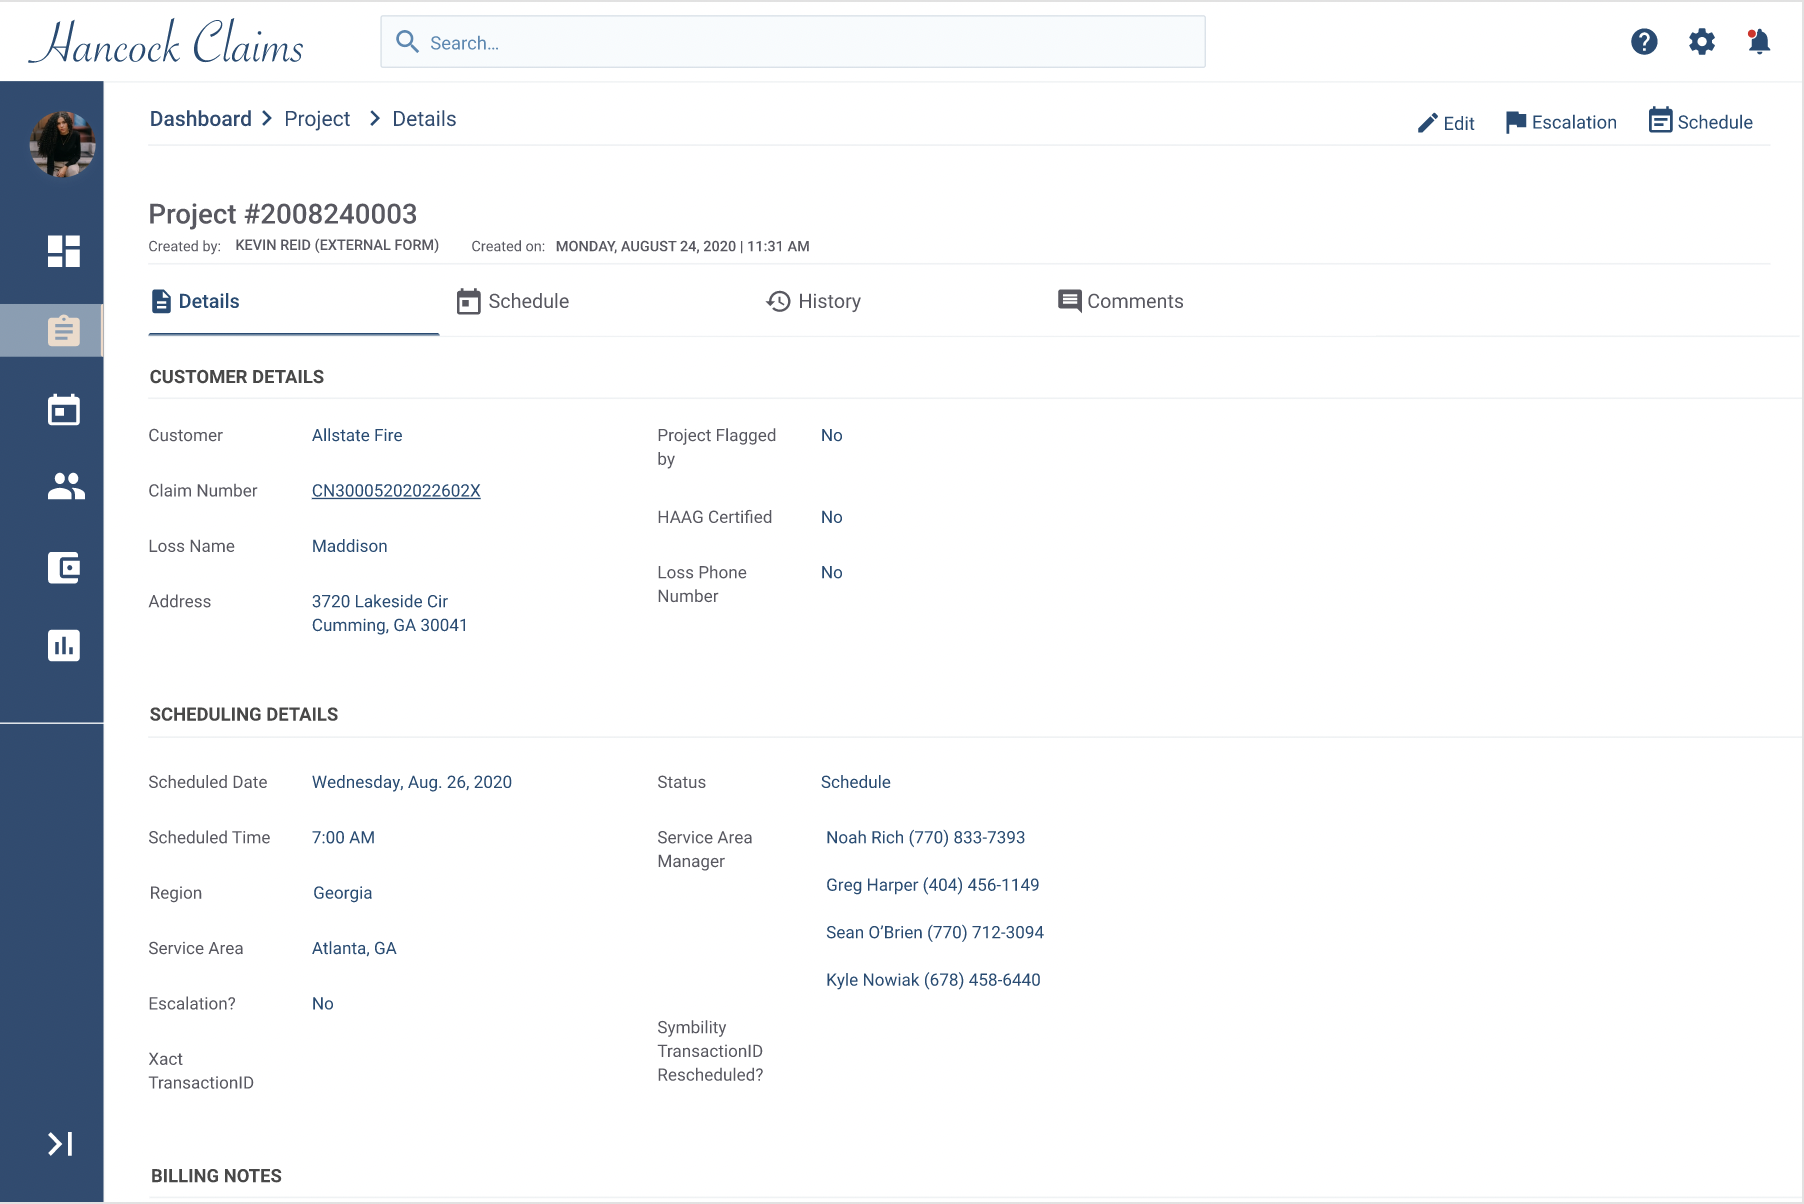 Hancock Claims
Search...
Dashboard > Project > Details
Edit
Escalation
Schedule
Project #2008240003
Created by: KEVIN REID (EXTERNAL FORM) Created on: MONDAY, AUGUST 24, 2020 | 11:31 AM
Details
Schedule
History
Comments
CUSTOMER DETAILS
Customer
Allstate Fire
Claim Number
CN30005202022602X
Loss Name
Maddison
Address
3720 Lakeside Cir
Cumming, GA 30041
Project Flagged
by
No
HAAG Certified
No
Loss Phone
Number
No
SCHEDULING DETAILS
Scheduled Date
Wednesday, Aug. 26, 2020
Scheduled Time
7:00 AM
Region
Georgia
Service Area
Atlanta, GA
Escalation?
No
Xact
TransactionID
Status
Schedule
Service Area
Manager
Noah Rich (770) 833-7393
Greg Harper (404) 456-1149
Sean O’Brien (770) 712-3094
Kyle Nowiak (678) 458-6440
Symbility
TransactionID
Rescheduled?
BILLING NOTES